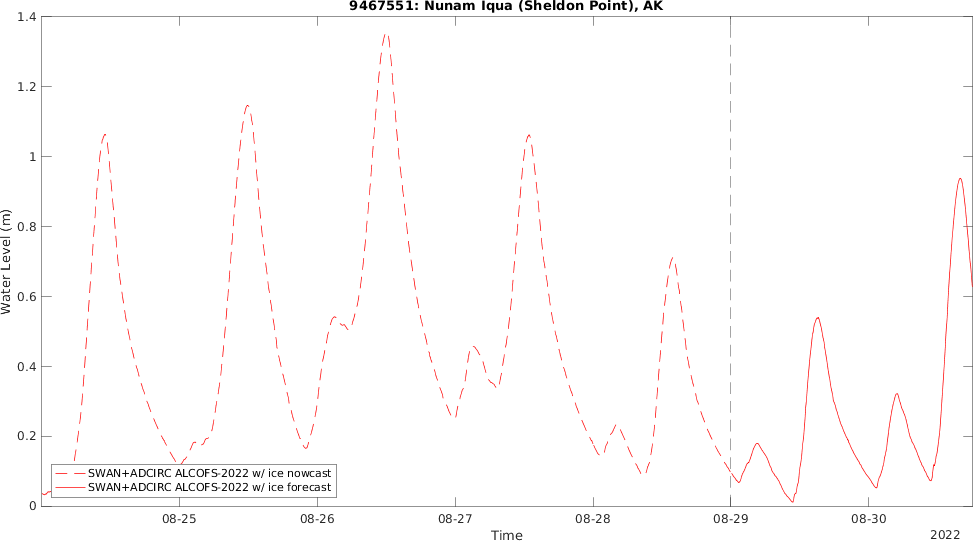 9467551: Nunam Iqua (Sheldon Point), AK
1.4
1.2
1
0.8
0.6
0.4
0.2
0
Water Level (m)
SWAN+ADCIRC ALCOFS-2022 w/ ice nowcast
SWAN+ADCIRC ALCOFS-2022 w/ ice forecast
08-25 08-26 08-27 08-28 08-29 08-30
Time
2022